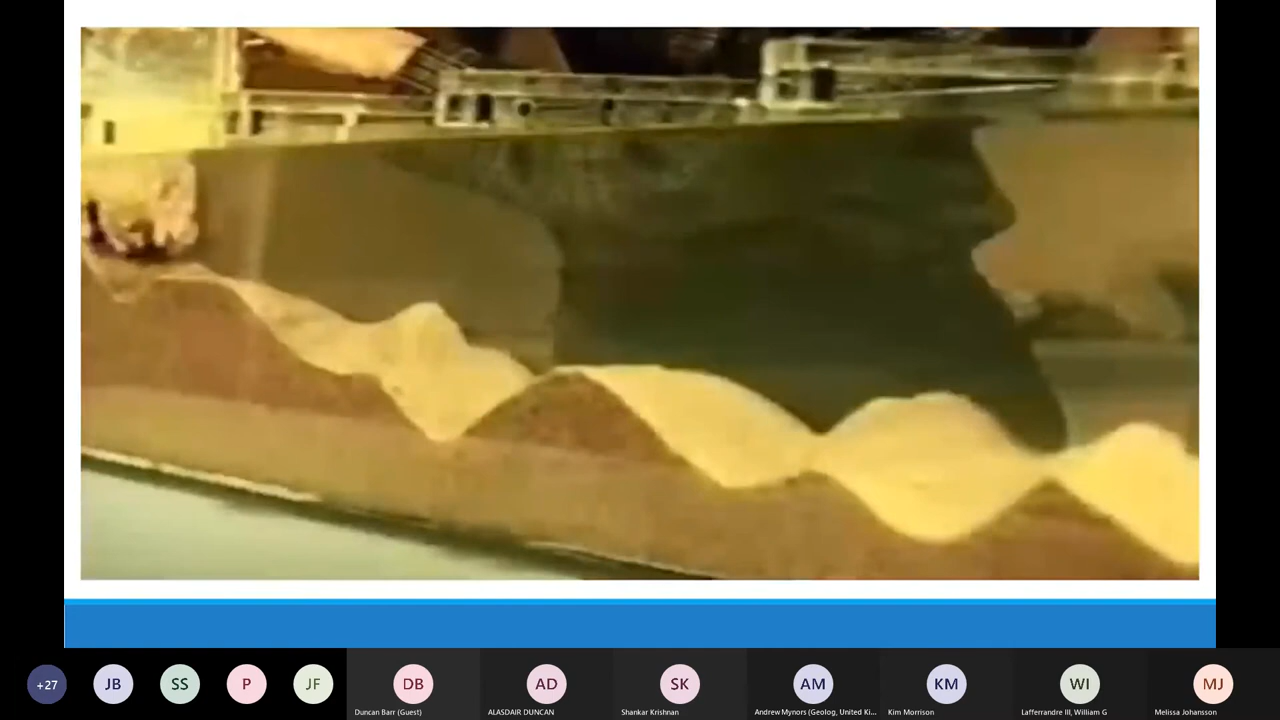 +27
JB
SS
P
JF
DB
Duncan Barr (Guest)
AD
ALASDAIR DUNCAN
SK
Shankar Krishnan
AM
Andrew Mynors (Geolog, United Ki...
KM
Kim Morrison
WI
Lafferrandre III, William G
MJ
Melissa Johansson